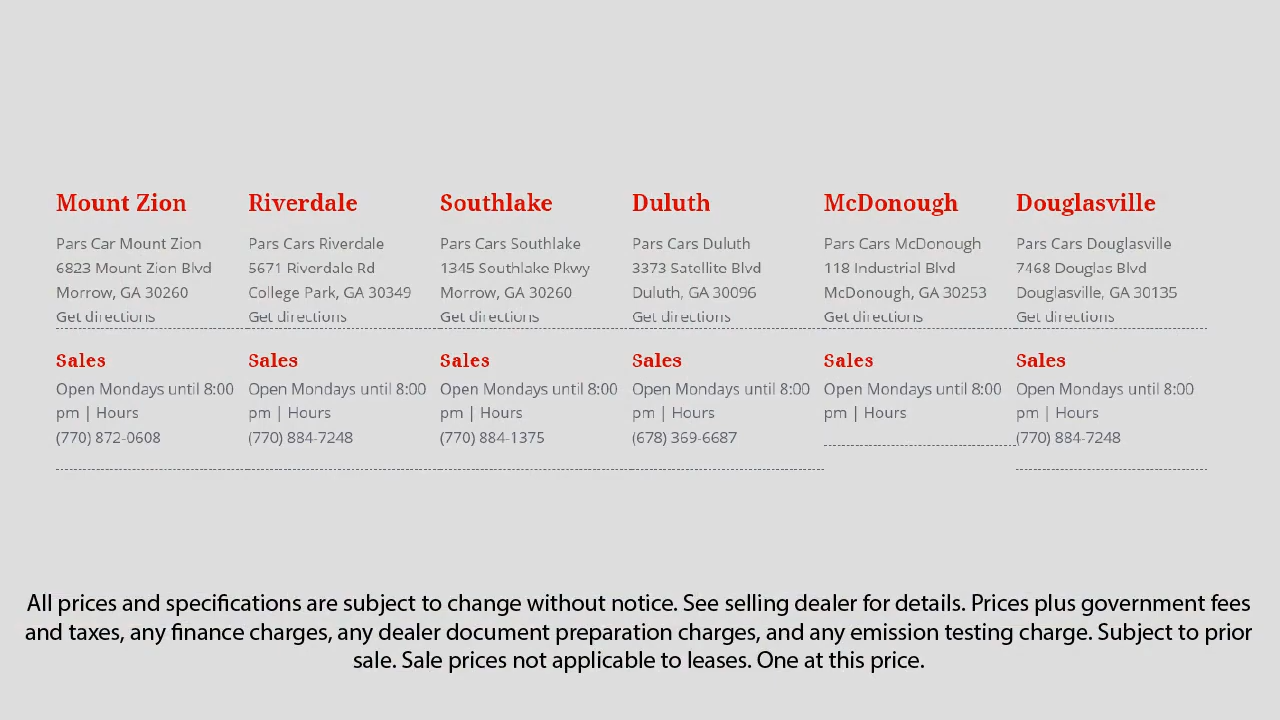 Mount Zion
Pars Car Mount Zion
6823 Mount Zion Blvd
Morrow, GA 30260
Get directions
Sales
Open Mondays until 8:00
pm | Hours
(770) 872-0608
Riverdale
Pars Cars Riverdale
5671 Riverdale Rd
College Park, GA 30349
Get directions
Sales
Open Mondays until 8:00
pm | Hours
(770) 884-7248
Southlake
Pars Cars Southlake
1345 Southlake Pkwy
Morrow, GA 30260
Get directions
Sales
Open Mondays until 8:00
pm | Hours
(770) 884-1375
Duluth
Pars Cars Duluth
3373 Satellite Blvd
Duluth, GA 30096
Get directions
Sales
Open Mondays until 8:00
pm | Hours
(678) 369-6687
McDonough
Pars Cars McDonough
118 Industrial Blvd
McDonough, GA 30253
Get directions
Sales
Open Mondays until 8:00
pm | Hours
Douglasville
Pars Cars Douglasville
7468 Douglas Blvd
Douglasville, GA 30135
Get directions
Sales
Open Mondays until 8:00
pm | Hours
(770) 884-7248
All prices and specifications are subject to change without notice. See selling dealer for details. Prices plus government fees
and taxes, any finance charges, any dealer document preparation charges, and any emission testing charge. Subject to prior
sale. Sale prices not applicable to leases. One at this price.